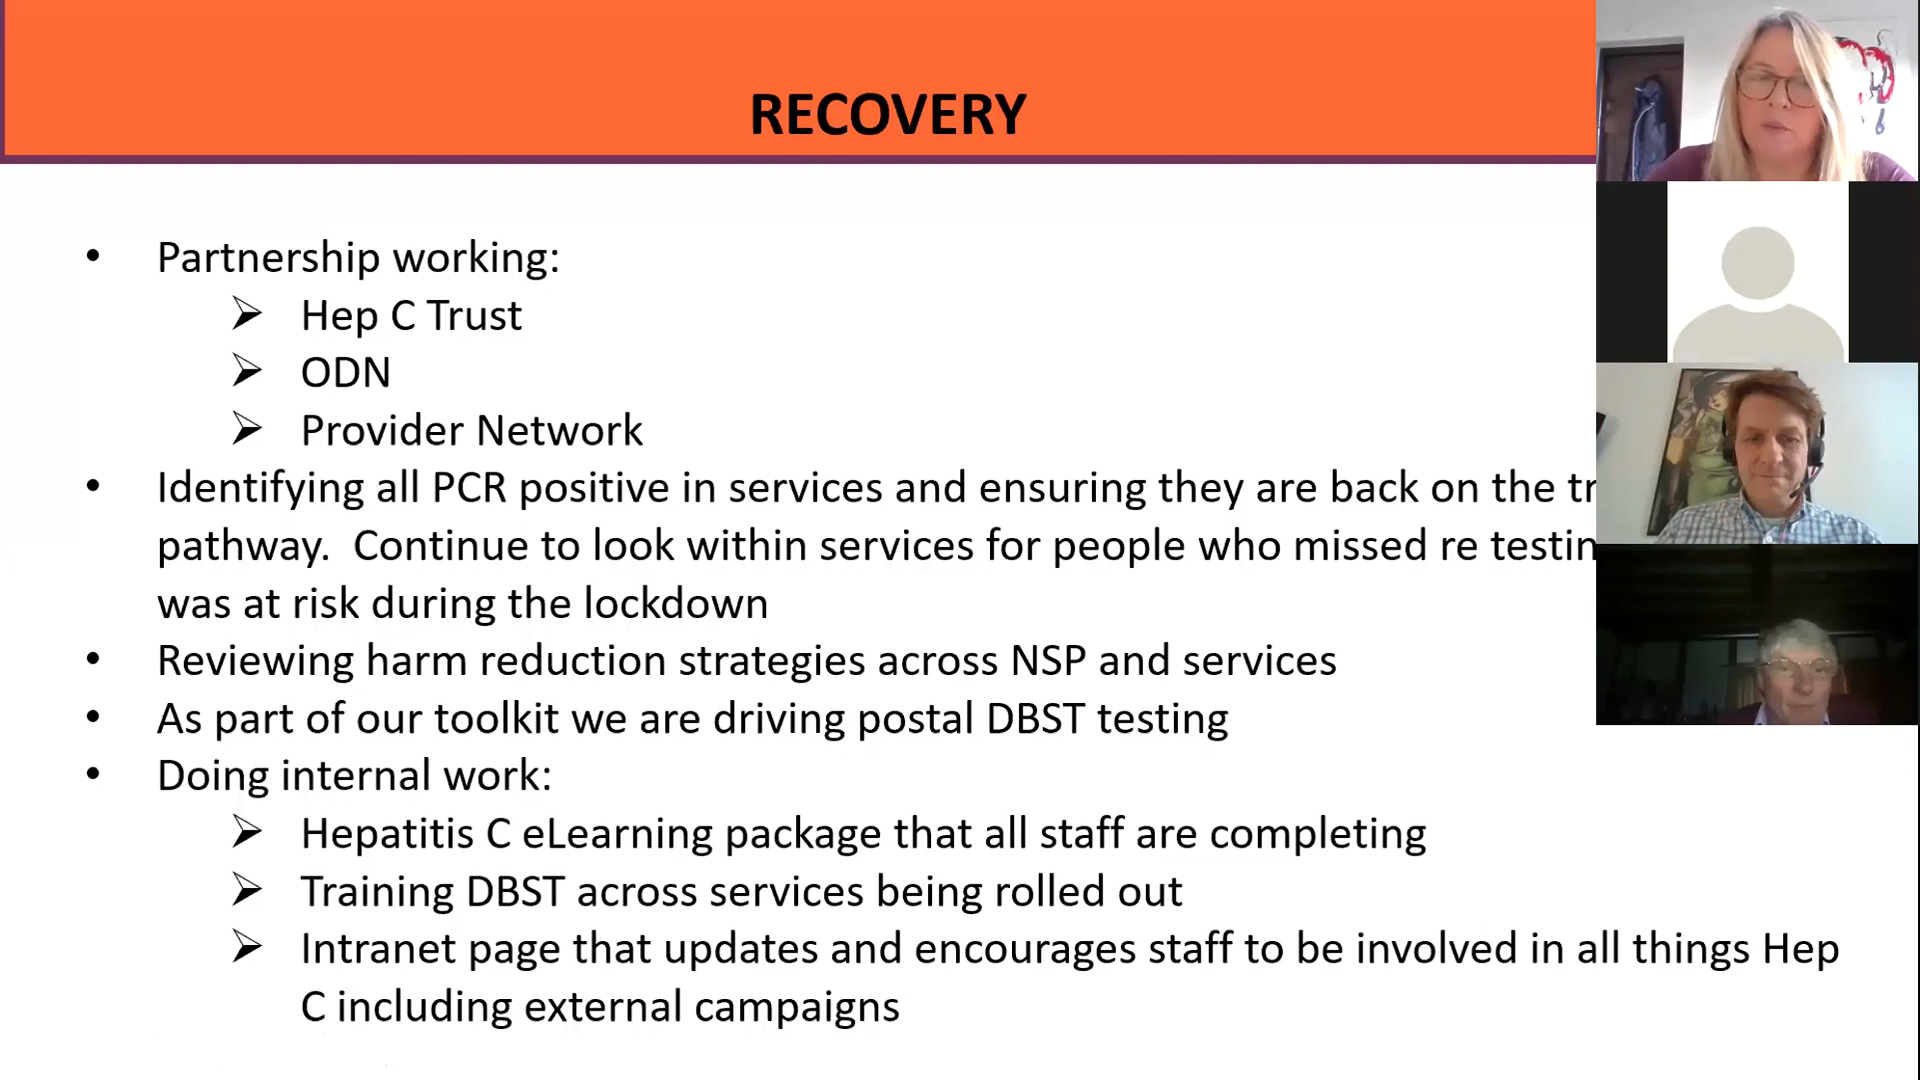 RECOVERY
• Partnership working:
➢ Hep C Trust
➢ ODN
➢ Provider Network
• Identifying all PCR positive in services and ensuring they are back on the
pathway. Continue to look within services for people who missed re
was at risk during the lockdown
• Reviewing harm reduction strategies across NSP and services
• As part of our toolkit we are driving postal DBST testing
• Doing internal work:
➢ Hepatitis C eLearning package that all staff are completing
➢ Training DBST across services being rolled out
➢ Intranet page that updates and encourages staff to be involved in all things Hep
C including external campaigns